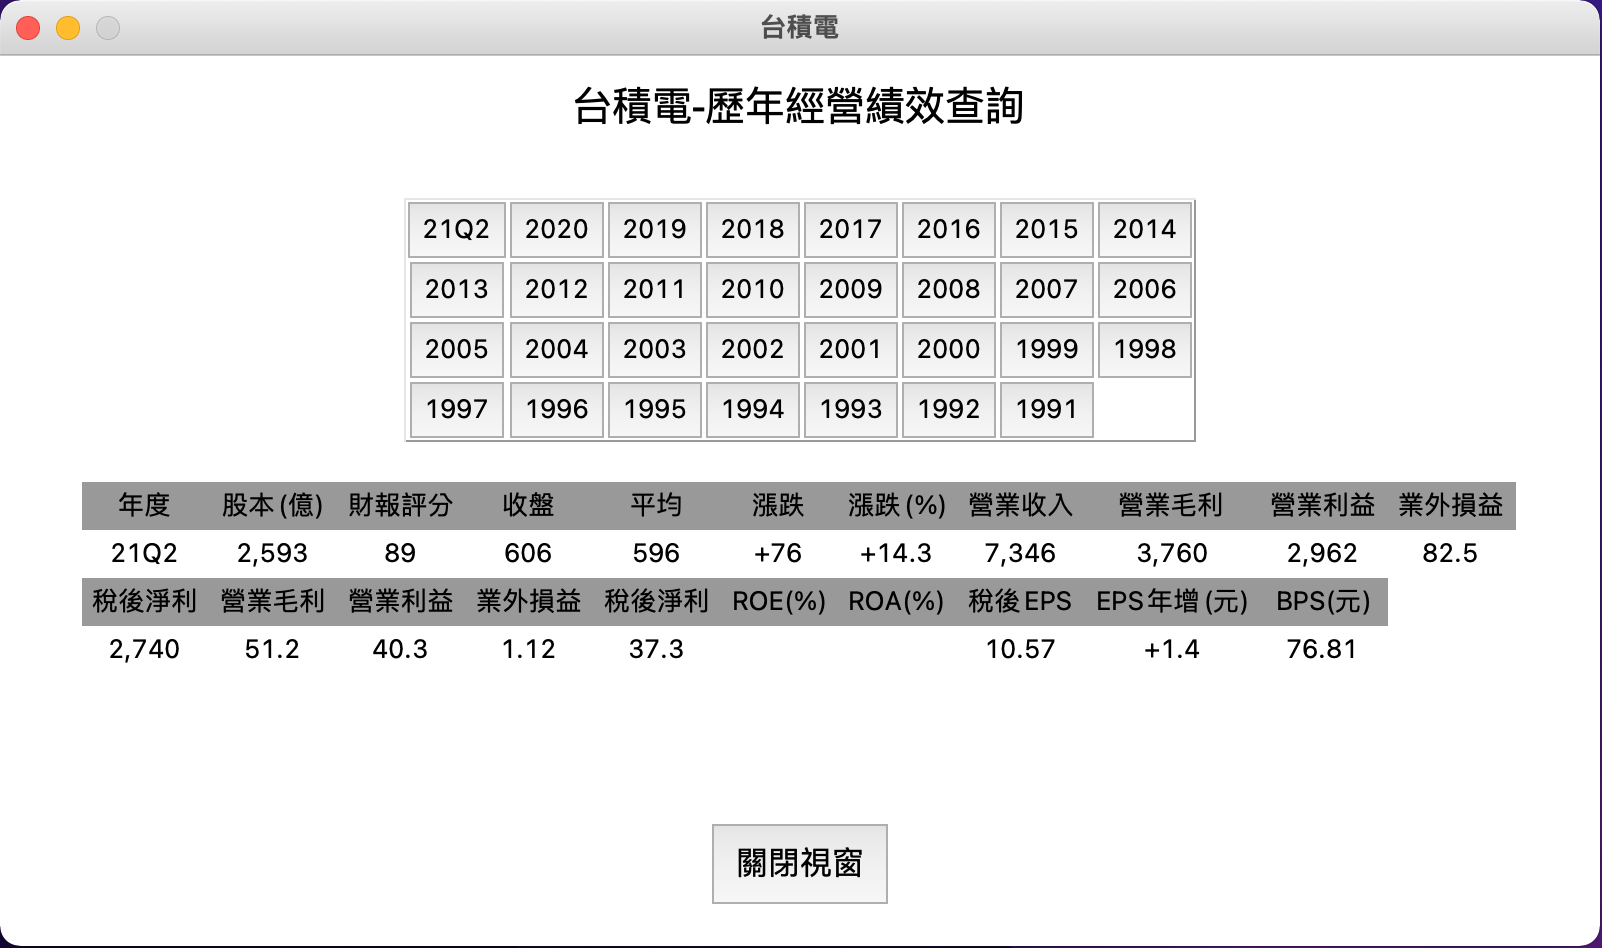 台積電
台積電-歷年經營績效查詢
21Q2 2020 2019 2018 2017 2016 2015 2014
2013 2012 2011 2010 2009 2008 2007 2006
2005 2004 2003 2002 2001 2000 1999 1998
1997 1996 1995 1994 1993 1992 1991
年度 股本(億) 財報評分 收盤 平均 漲跌 漲跌(%) 營業收入 營業毛利 營業利益 業外損益
21Q2 2,593 89 606 596 +76 +14.3 7,346 3,760 2,962 82.5
稅後淨利 營業毛利 營業利益 業外損益 稅後淨利 ROE(%) ROA(%) 稅後EPS EPS年增(元) BPS(元)
2,740 51.2 40.3 1.12 37.3 10.57 +1.4 76.81
關閉視窗